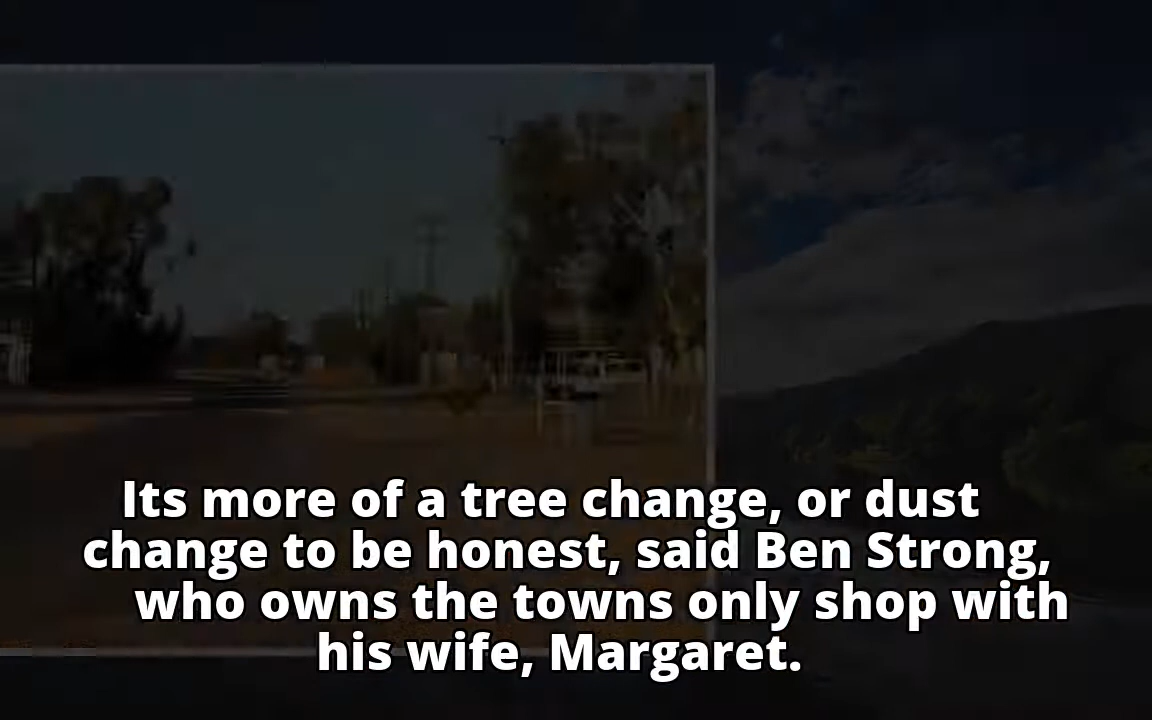 Its more of a tree change, or dust
change to be honest, said Ben Strong,
who owns the towns only shop with
his wife, Margaret.